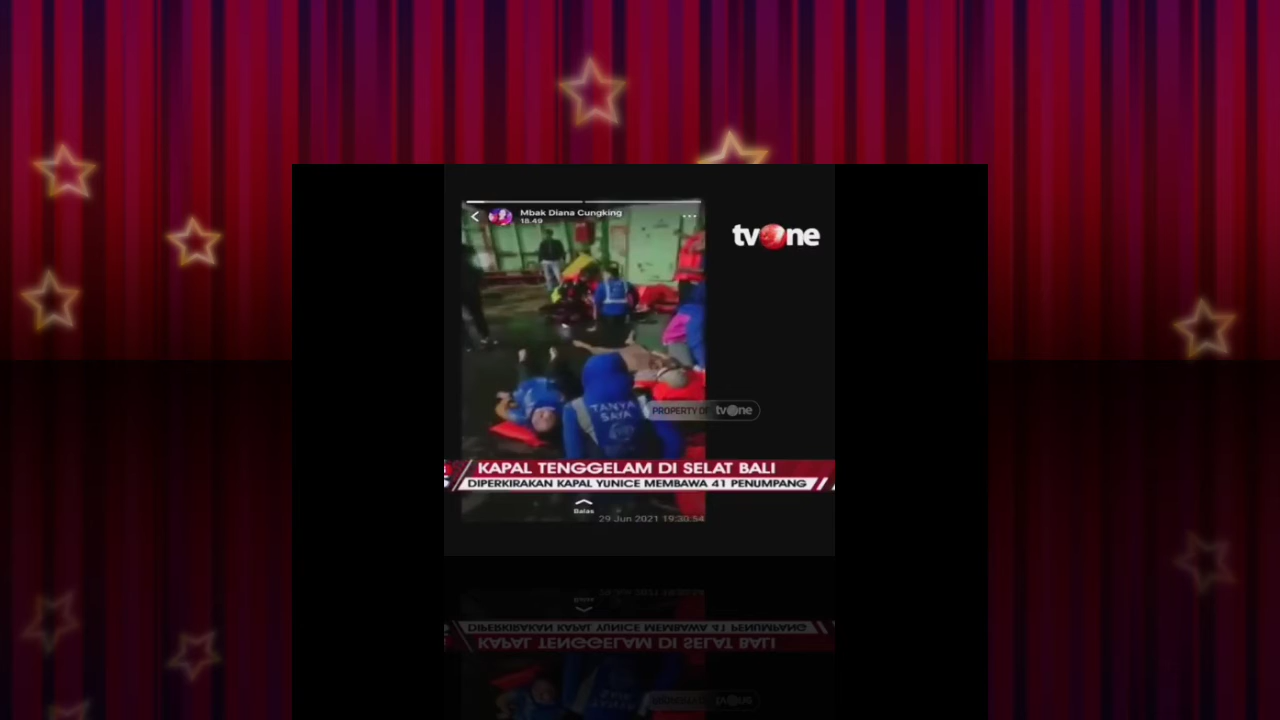 Mbak Diana Cungking
18.49
tvOne
TANYA
SAYA
PROPERTY OF tvOne
KAPAL TENGGELAM DI SELAT BALI
DIPERKIRAKAN KAPAL YUNICE MEMBAWA 41 PENUMPANG
Balas
29 Jun 2021 19:30:54